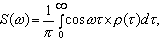 S(ω) = 1/π ∫₀^∞ cos ωτ × ρ(τ)dτ,